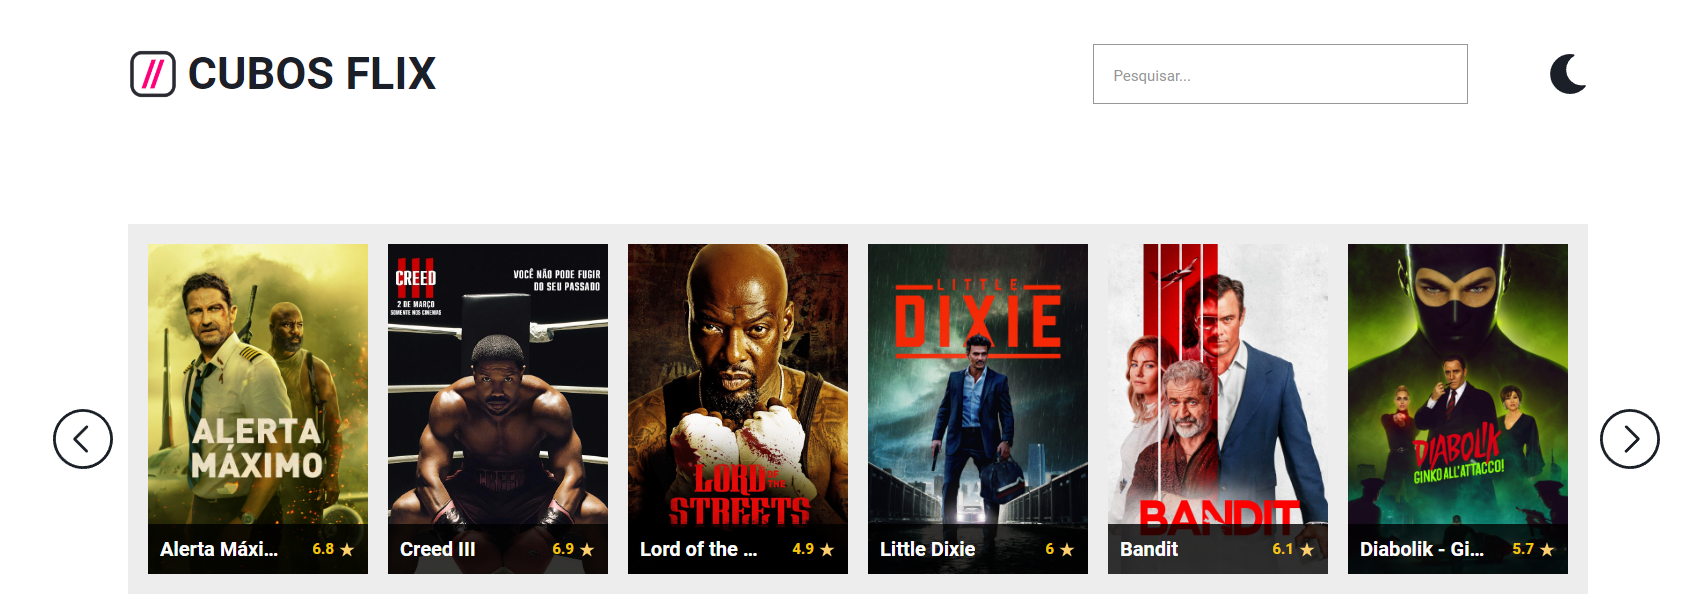 CUBOS FLIX
Pesquisar...
ALERTA
MÁXIMO
Alerta Máxi...
6.8
CREED
III
2 DE MARÇO
SOMENTE NOS CINEMAS
VOCÊ NÃO PODE FUGIR
DO SEU PASSADO
CREED
Creed III
6.9
LORD OF THE
STREETS
Lord of the ...
4.9
LITTLE
DIXIE
Little Dixie
6
BANDIT
Bandit
6.1
DIABOLIK
GINKO ALL'ATTACCO!
Diabolik - Gi...
5.7